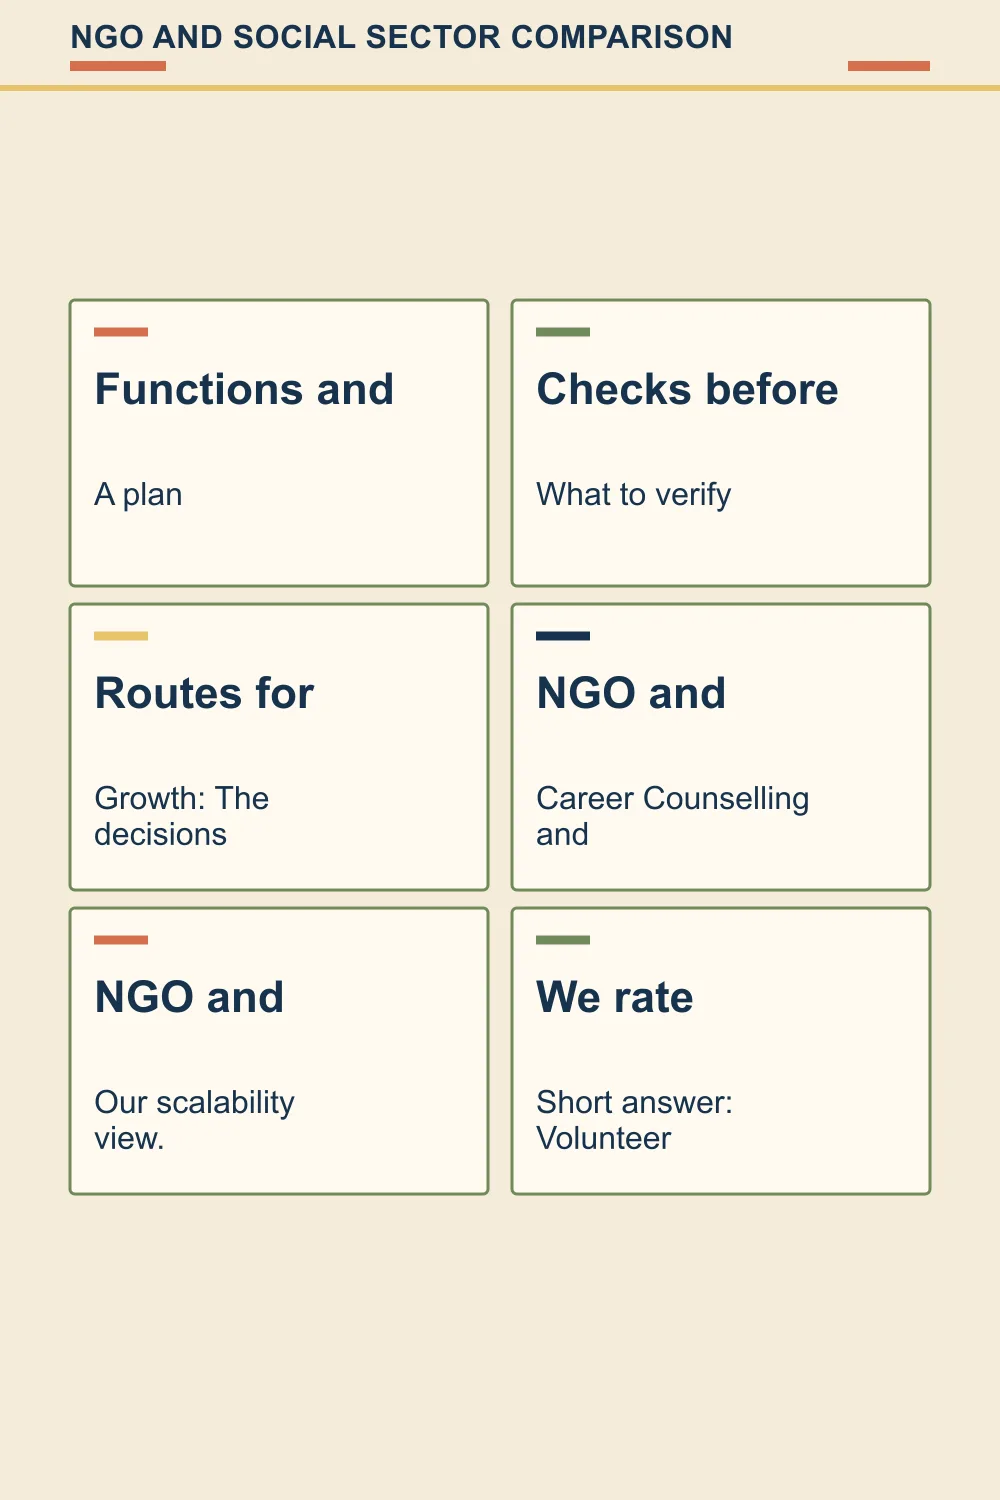 NGO AND SOCIAL SECTOR COMPARISON
Functions and
A plan
Checks before
What to verify
Routes for
Growth: The
decisions
NGO and
Career Counselling
and
NGO and
Our scalability
view.
We rate
Short answer:
Volunteer